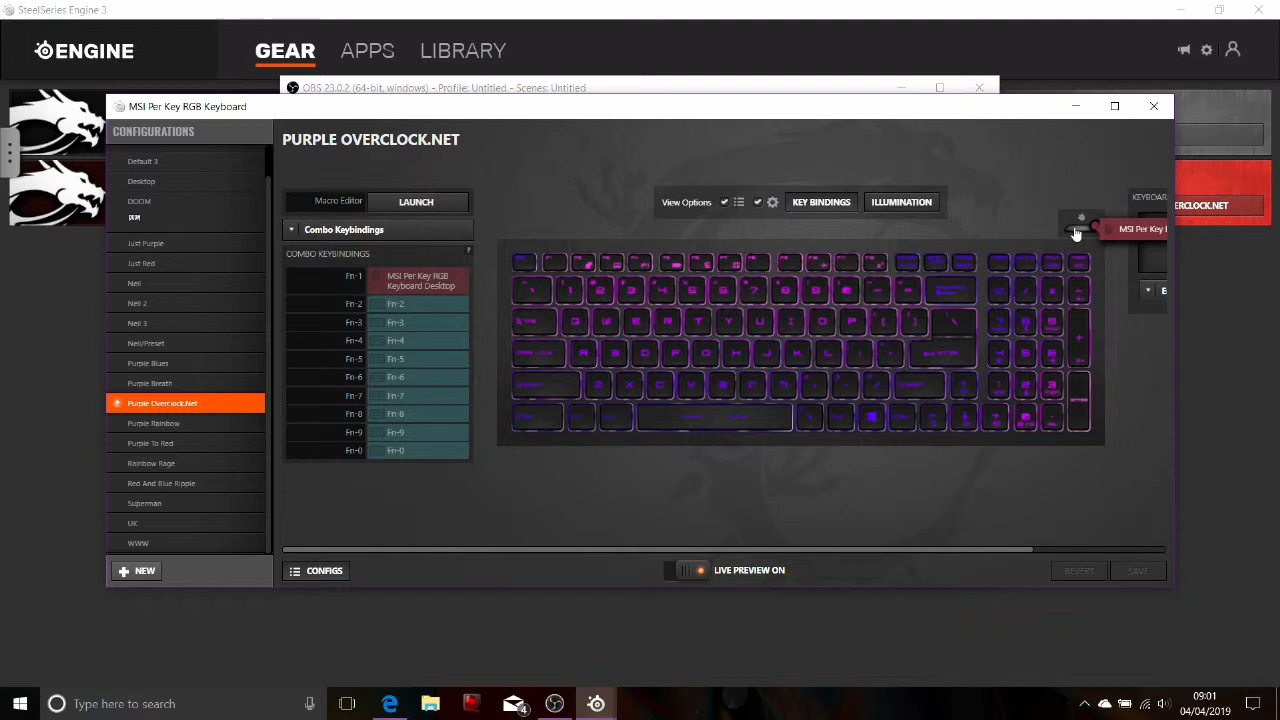 SteelSeries Engine 3
ENGINE
GEAR
APPS
LIBRARY
OBS 23.0.2 (64-bit, windows) - Profile: Untitled - Scenes: Untitled
MSI Per Key RGB Keyboard
CONFIGURATIONS
Default 3
Desktop
DOOM
Just Purple
Just Red
Neil
Neil 2
Neil 3
Neil/Preset
Purple Blues
Purple Breath
Purple Overclock.Net
Purple Rainbow
Purple To Red
Rainbow Rage
Red And Blue Ripple
Superman
UK
WWW
NEW
PURPLE OVERCLOCK.NET
Macro Editor
LAUNCH
Combo Keybindings
COMBO KEYBINDINGS
?
Fn-1
MSI Per Key RGB
Keyboard Desktop
Fn-2 Fn-2
Fn-3 Fn-3
Fn-4 Fn-4
Fn-5 Fn-5
Fn-6 Fn-6
Fn-7 Fn-7
Fn-8 Fn-8
Fn-9 Fn-9
Fn-0 Fn-0
View Options
KEY BINDINGS
ILLUMINATION
KEYBOARD
MSI Per Key
ERCLOCK.NET
CONFIGS
LIVE PREVIEW ON
REVERT
SAVE
Type here to search
4
09:01
04/04/2019